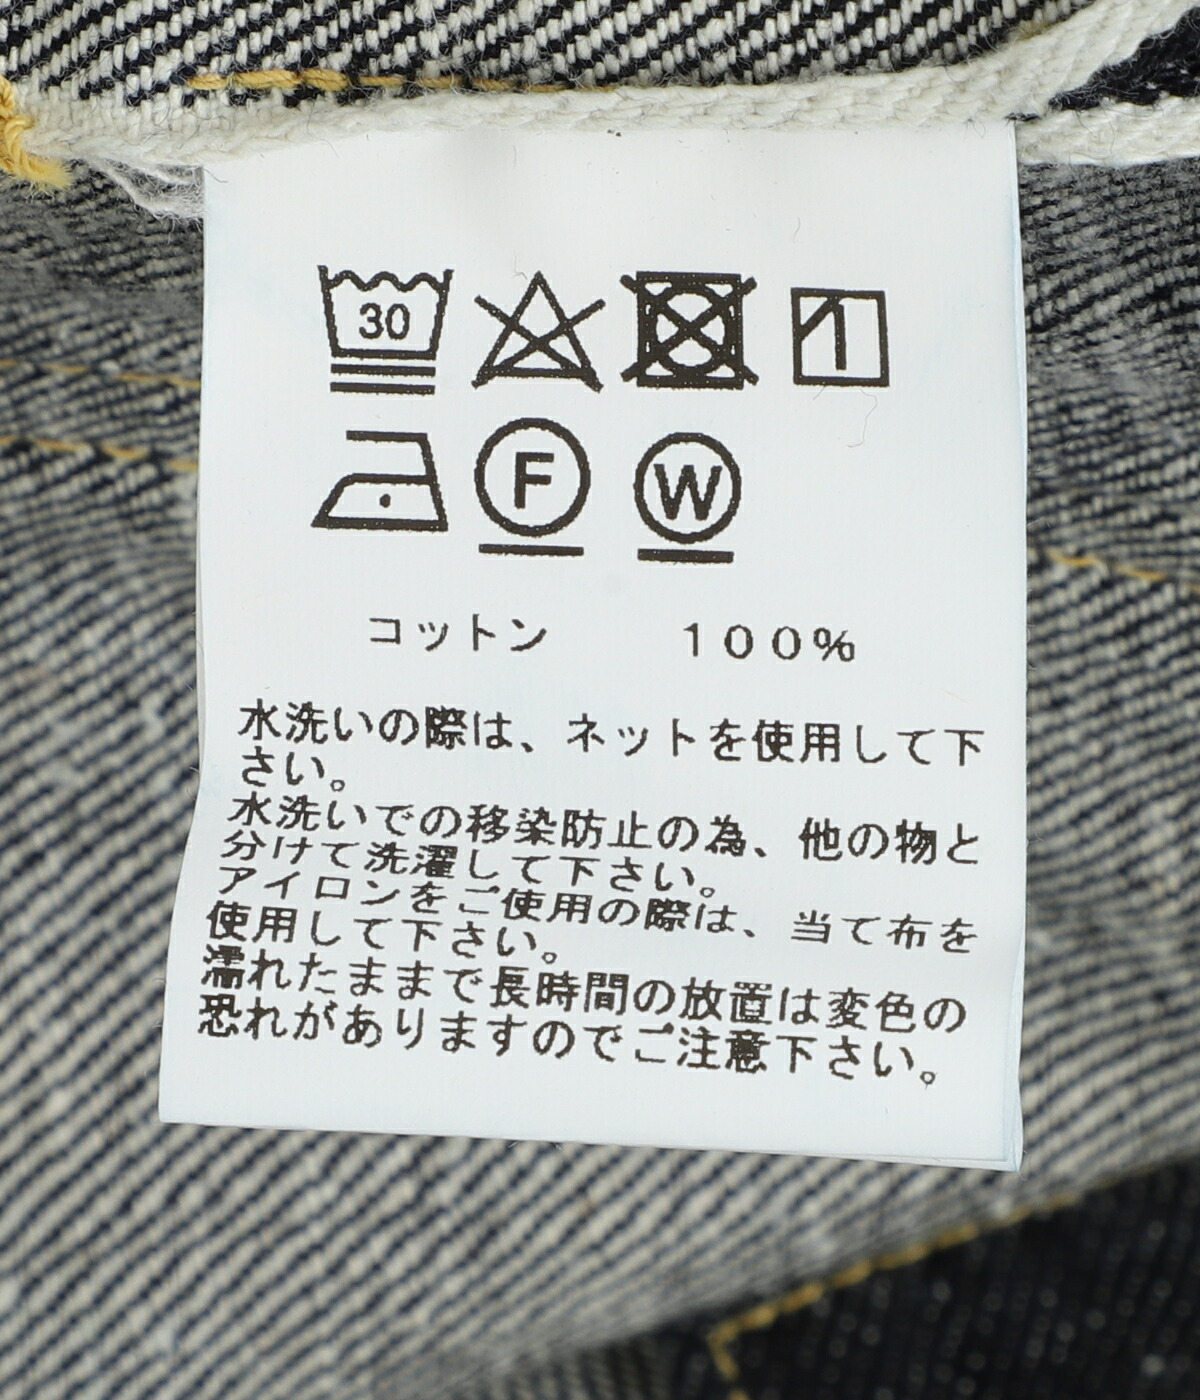 30
F W
コットン 100%
水洗いの際は、ネットを使用して下
さい。
水洗いでの移染防止の為、他の物と
分けて洗濯して下さい。
アイロンをご使用の際は、当て布を
使用して下さい。
濡れたままで長時間の放置は変色の
恐れがありますのでご注意下さい。